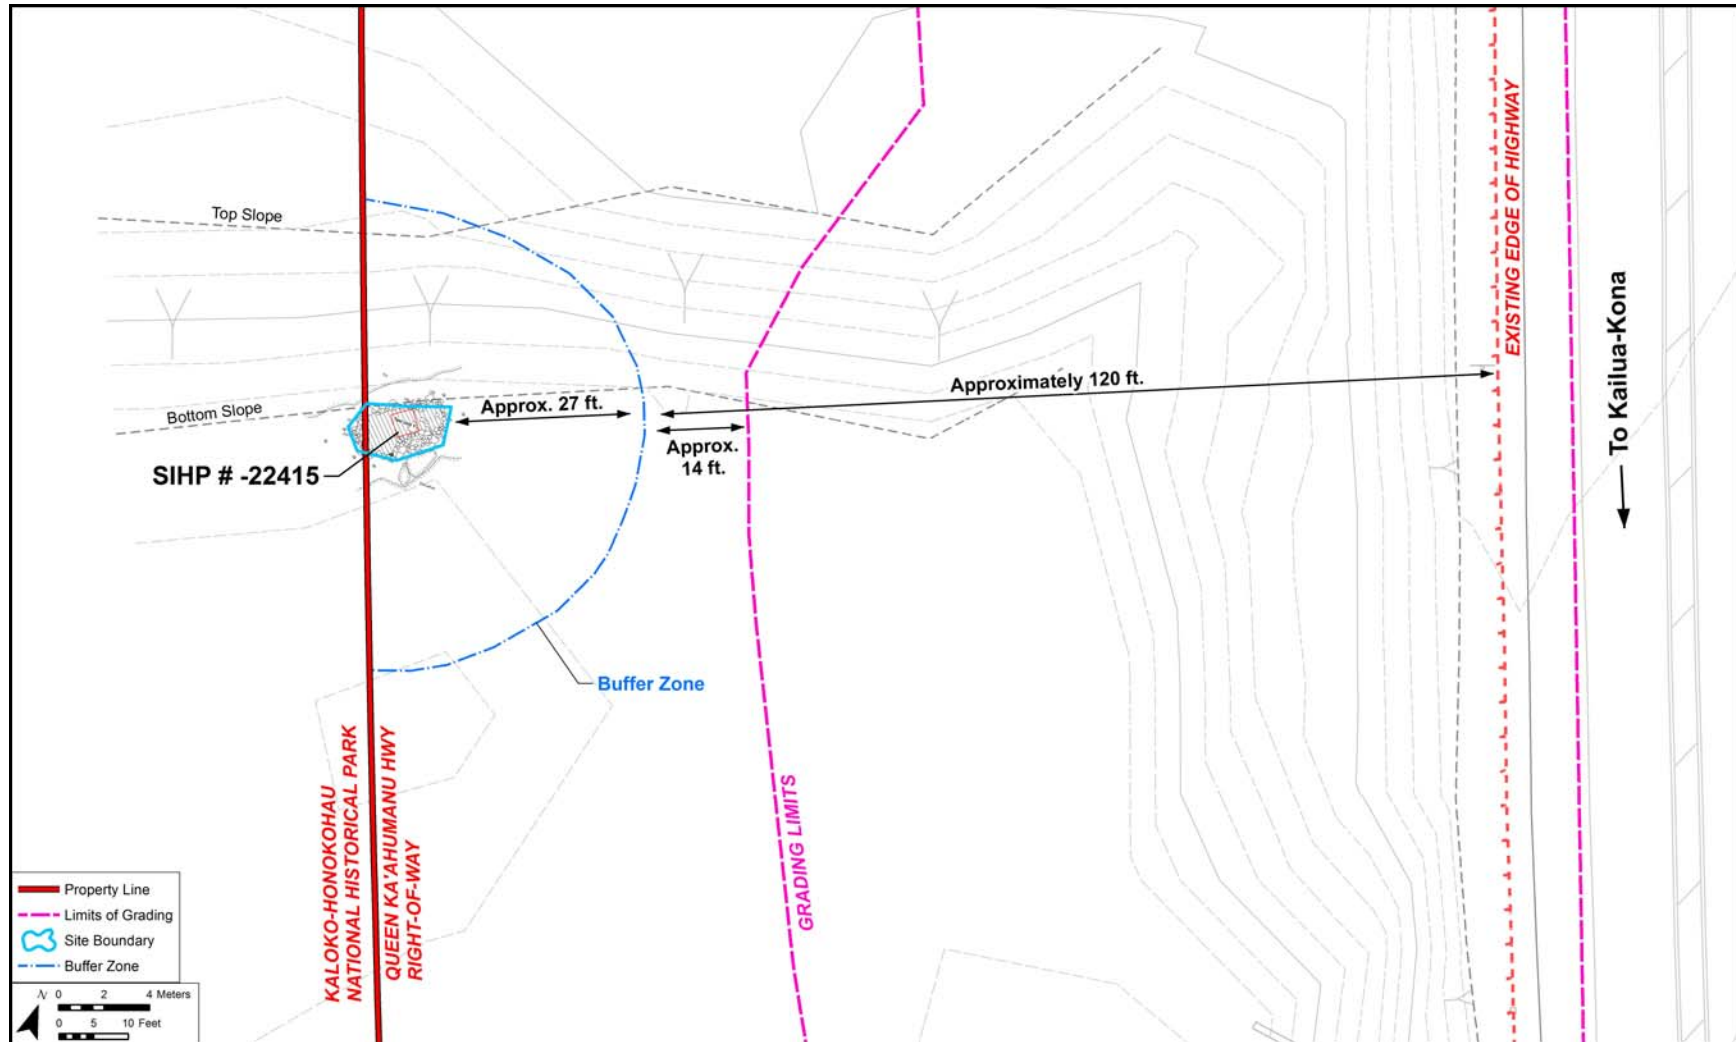 Top Slope
EXISTING EDGE OF HIGHWAY
To Kailua-Kona
Approximately 120 ft.
Bottom Slope
Approx. 27 ft.
Approx.
14 ft.
SIHP # -22415
Buffer Zone
KALOKO-HONOKOHAU
NATIONAL HISTORICAL PARK
QUEEN KA'AHUMANU HWY
RIGHT-OF-WAY
GRADING LIMITS
Property Line
Limits of Grading
Site Boundary
Buffer Zone
N 0 2 4 Meters
0 5 10 Feet